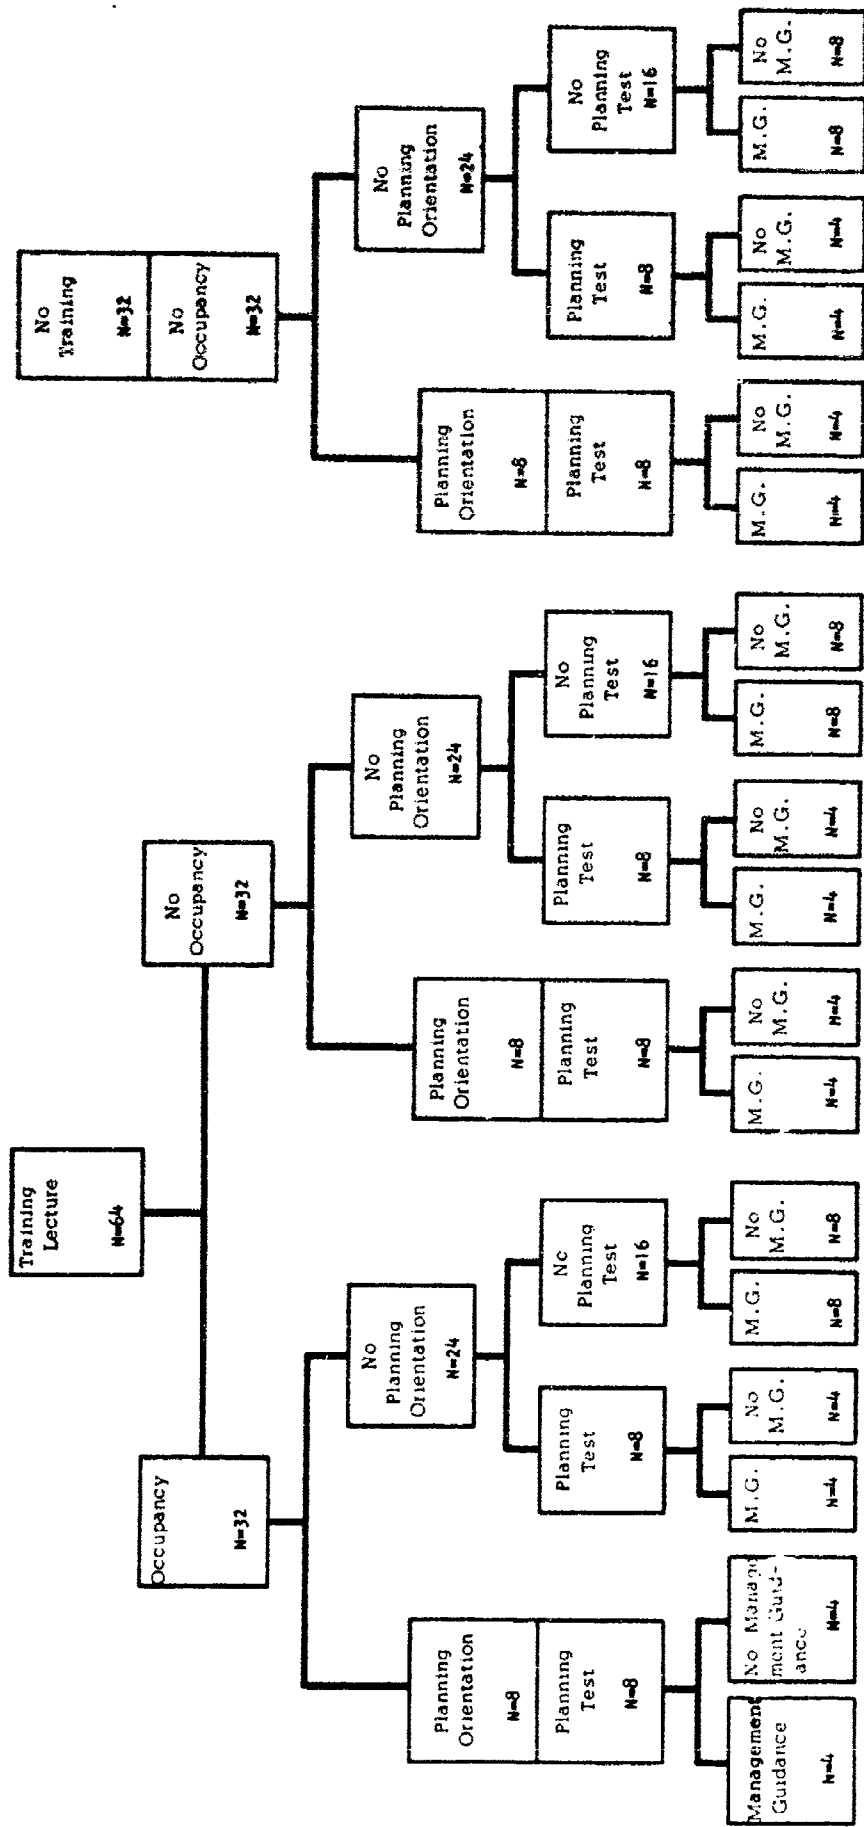 Training
Lecture
N=64
No
Training
N=32
Occupancy
N=32
No
Occupancy
N=32
No
Occupancy
N=32
Planning
Orientation
N=8
No
Planning
Orientation
N=24
Planning
Orientation
N=8
No
Planning
Orientation
N=24
Planning
Orientation
N=8
No
Planning
Orientation
N=24
Planning
Test
N=8
Planning
Test
N=8
No
Planning
Test
N=16
Planning
Test
N=8
Planning
Test
N=8
No
Planning
Test
N=16
Planning
Test
N=8
Planning
Test
N=8
No
Planning
Test
N=16
Management
Guidance
N=4
No Manage
ment Guid-
ance
N=4
M.G.
N=4
No
M.G.
N=4
M.G.
N=8
No
M.G.
N=8
M.G.
N=4
No
M.G.
N=4
M.G.
N=4
No
M.G.
N=4
M.G.
N=8
No
M.G.
N=8
M.G.
N=4
No
M.G.
N=4
M.G.
N=4
No
M.G.
N=4
M.G.
N=8
No
M.G.
N=8